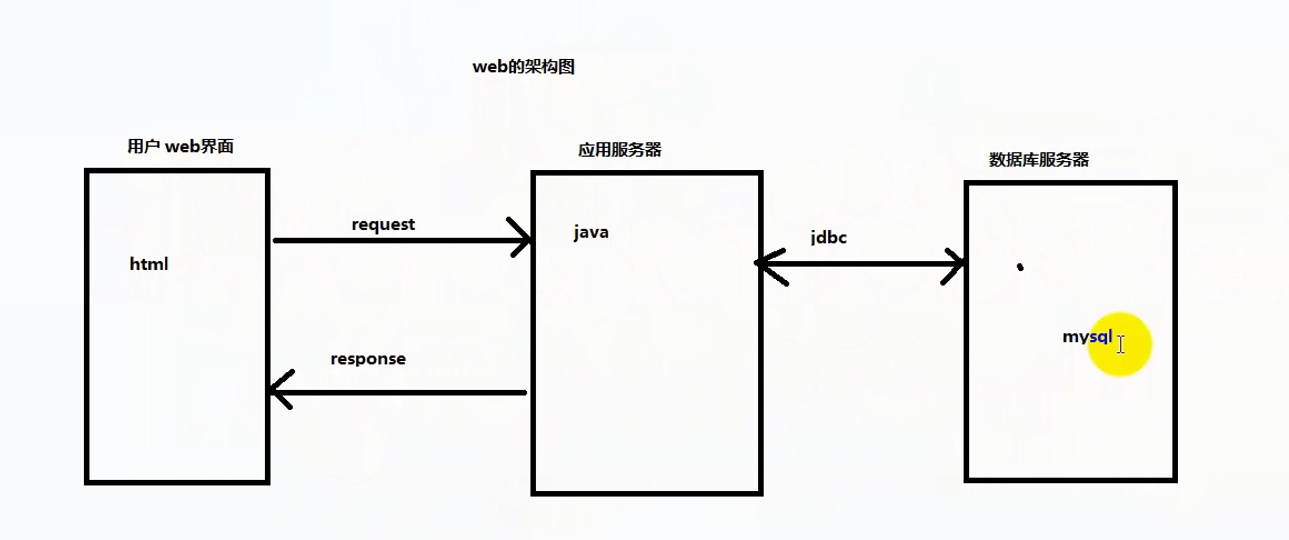 web的架构图
用户 web界面
应用服务器
数据库服务器
request
java
jdbc
html
mysql
response